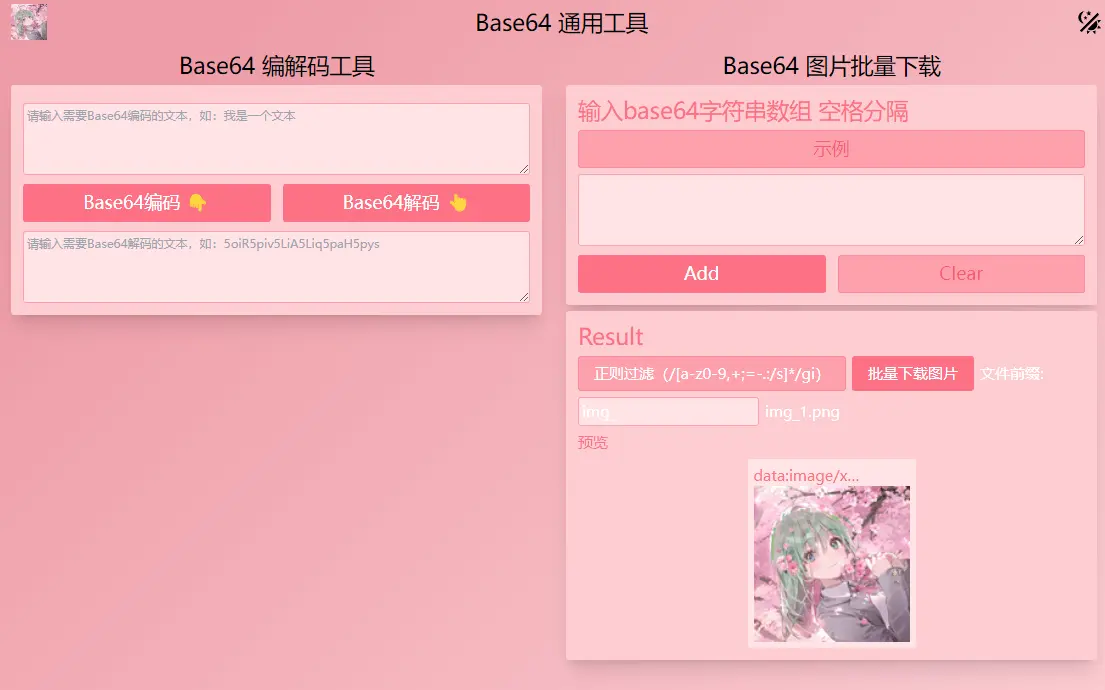 Base64 通用工具
Base64 编解码工具
请输入需要Base64编码的文本，如：我是一个文本
Base64编码 👇
Base64解码 👆
请输入需要Base64解码的文本，如：5oiR5piv5LiA5Liq5paH5pys
Base64 图片批量下载
输入base64字符串数组 空格分隔
示例
Add
Clear
Result
正则过滤（/[a-z0-9,+;=-.:/s]*/gi）
批量下载图片
文件前缀:
img_
img_1.png
预览
data:image/x...